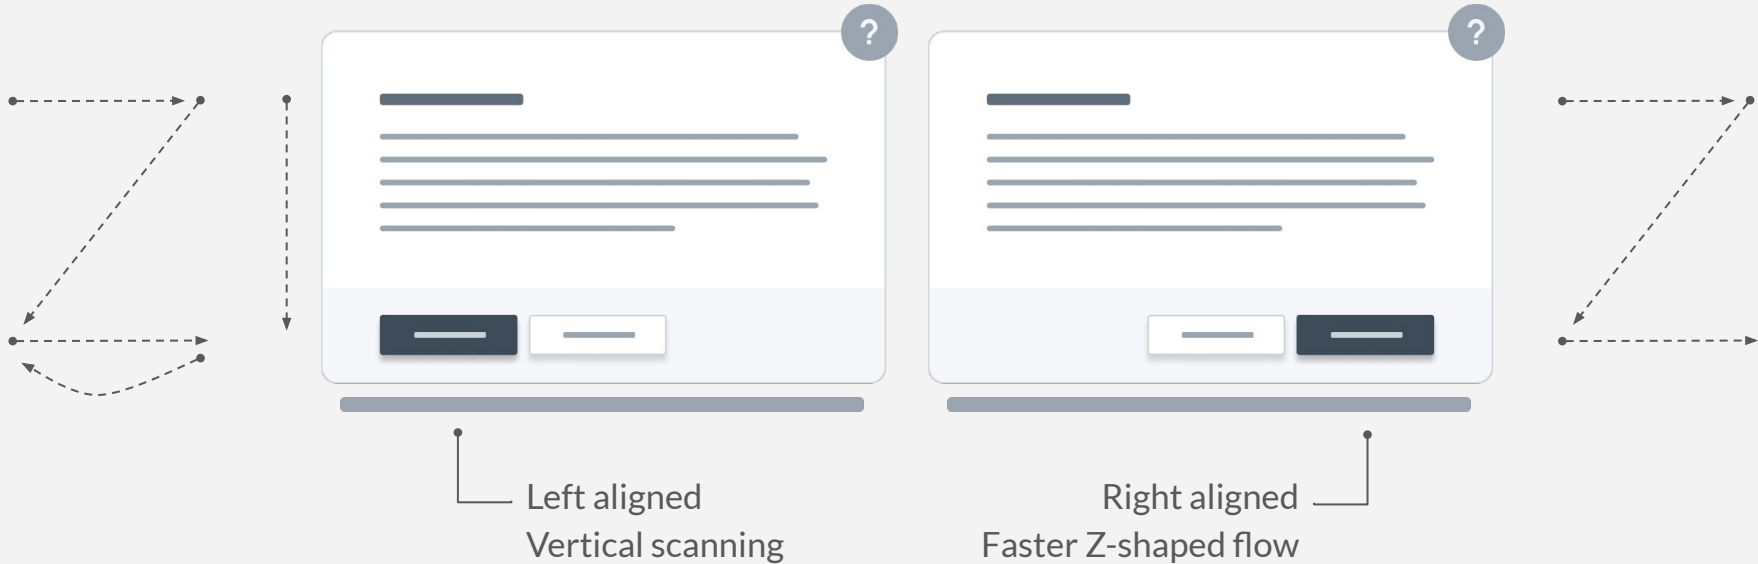 ?
?
Left aligned
Vertical scanning
Right aligned
Faster Z-shaped flow